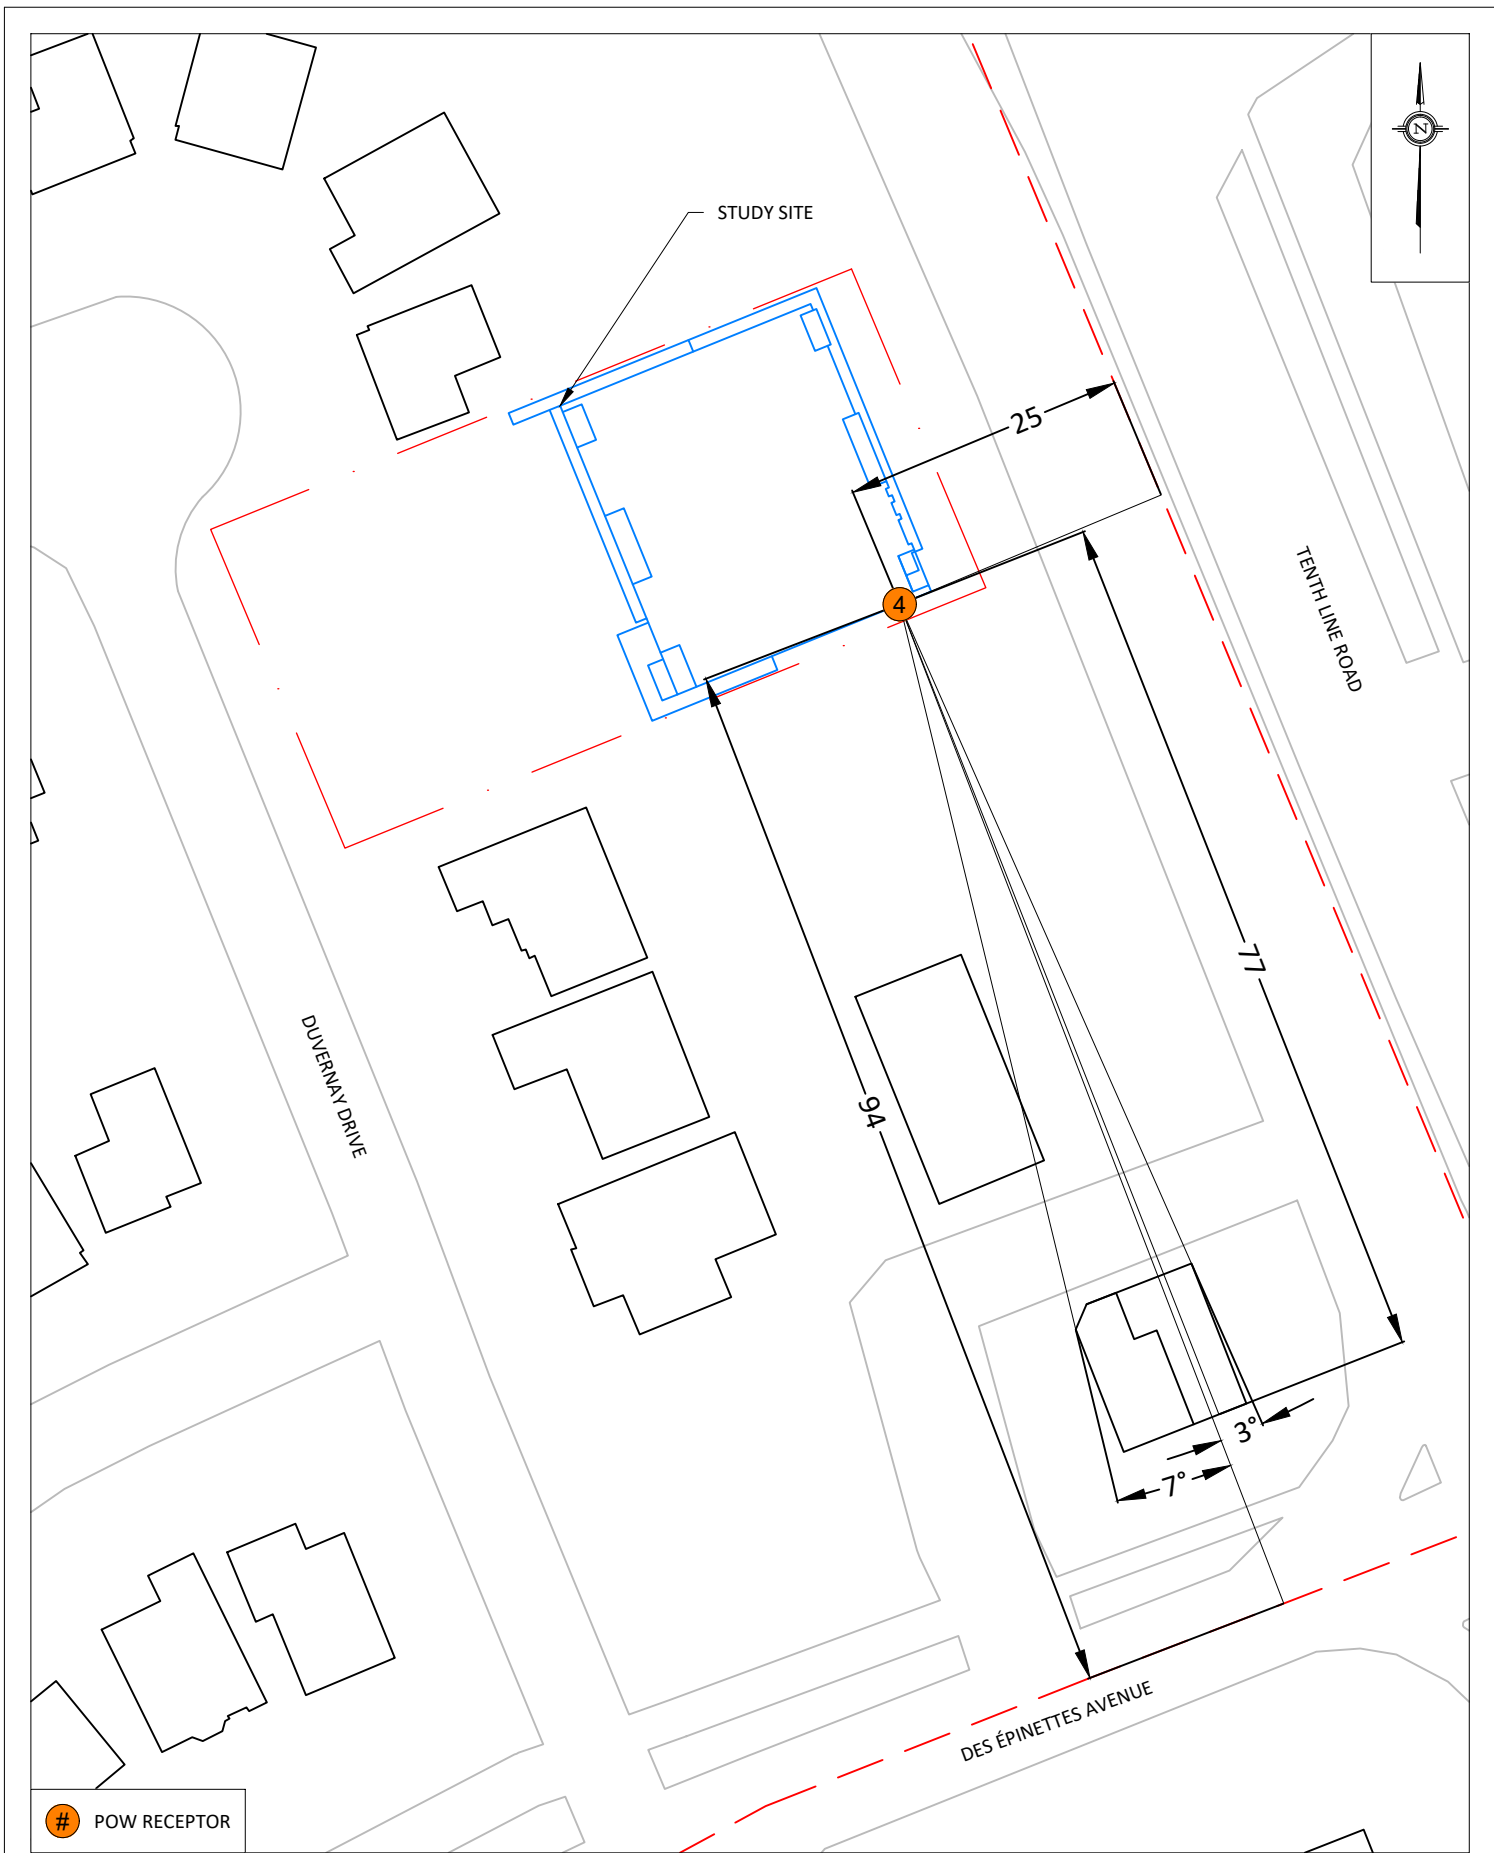 N
STUDY SITE
25
4
TENTH LINE ROAD
77
94
DUVERNAY DRIVE
3°
7°
DES ÉPINETTES AVENUE
# POW RECEPTOR